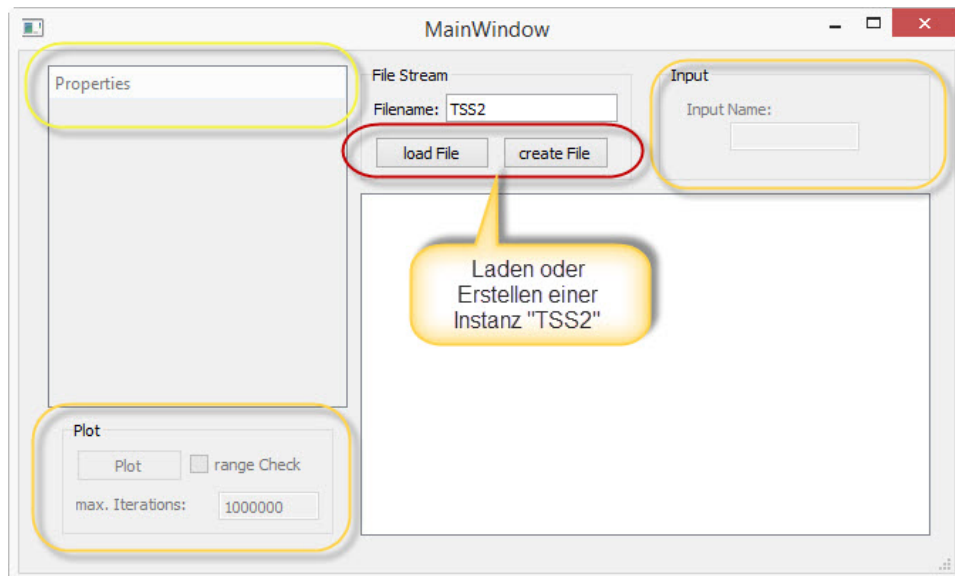 MainWindow
Properties
File Stream
Filename: TSS2
load File create File
Input
Input Name:
Laden oder
Erstellen einer
Instanz "TSS2"
Plot
Plot range Check
max. Iterations: 1000000